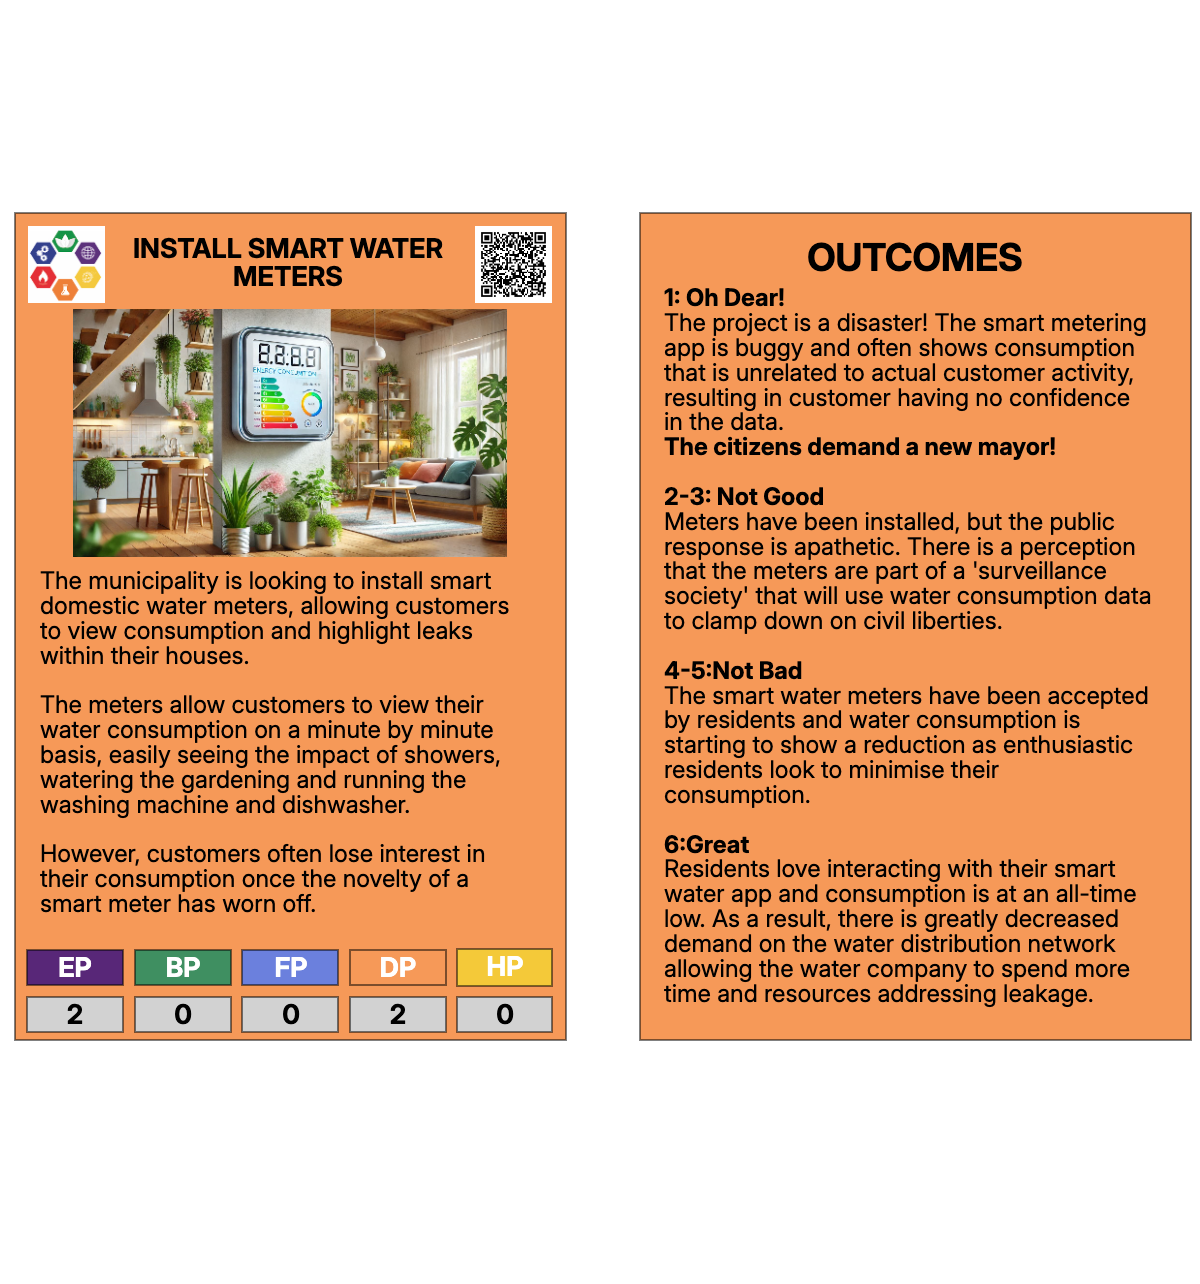 INSTALL SMART WATER
METERS
8.8:8.8
ENERGY CONSUMPTION
The municipality is looking to install smart
domestic water meters, allowing customers
to view consumption and highlight leaks
within their houses.
The meters allow customers to view their
water consumption on a minute by minute
basis, easily seeing the impact of showers,
watering the gardening and running the
washing machine and dishwasher.
However, customers often lose interest in
their consumption once the novelty of a
smart meter has worn off.
EP BP FP DP HP
2 0 0 2 0
OUTCOMES
1: Oh Dear!
The project is a disaster! The smart metering
app is buggy and often shows consumption
that is unrelated to actual customer activity,
resulting in customer having no confidence
in the data.
The citizens demand a new mayor!
2-3: Not Good
Meters have been installed, but the public
response is apathetic. There is a perception
that the meters are part of a 'surveillance
society' that will use water consumption data
to clamp down on civil liberties.
4-5:Not Bad
The smart water meters have been accepted
by residents and water consumption is
starting to show a reduction as enthusiastic
residents look to minimise their
consumption.
6:Great
Residents love interacting with their smart
water app and consumption is at an all-time
low. As a result, there is greatly decreased
demand on the water distribution network
allowing the water company to spend more
time and resources addressing leakage.